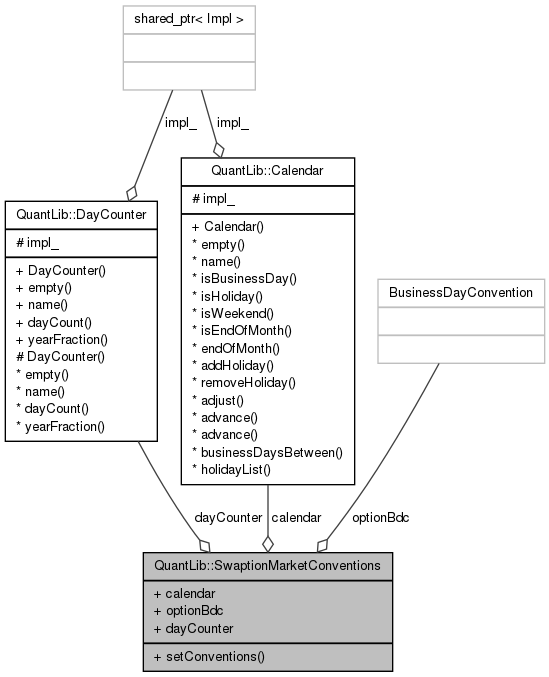 shared_ptr< Impl >
impl_
impl_
QuantLib::DayCounter
# impl_
+ DayCounter()
+ empty()
+ name()
+ dayCount()
+ yearFraction()
# DayCounter()
* empty()
* name()
* dayCount()
* yearFraction()
QuantLib::Calendar
# impl_
+ Calendar()
* empty()
* name()
* isBusinessDay()
* isHoliday()
* isWeekend()
* isEndOfMonth()
* endOfMonth()
* addHoliday()
* removeHoliday()
* adjust()
* advance()
* advance()
* businessDaysBetween()
* holidayList()
BusinessDayConvention
dayCounter
calendar
optionBdc
QuantLib::SwaptionMarketConventions
+ calendar
+ optionBdc
+ dayCounter
+ setConventions()